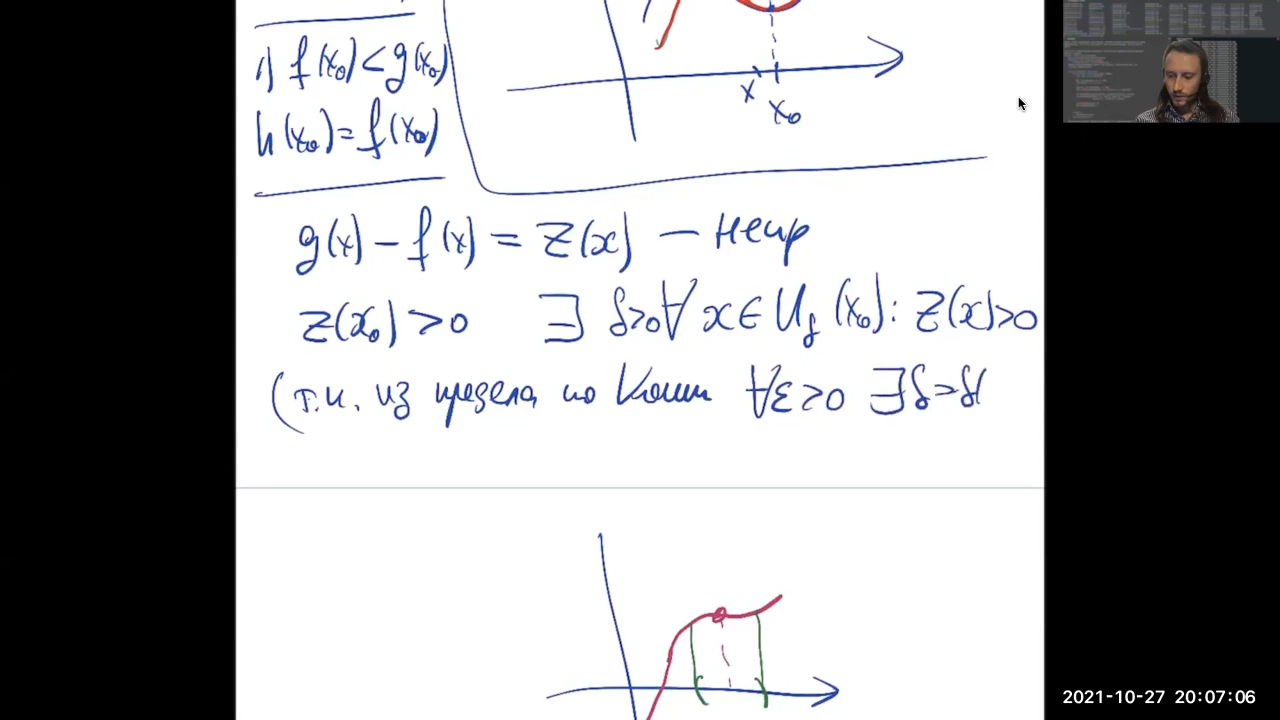 1) f(x₀)<g(x₀)
h(x₀)=f(x₀)
x
x₀
g(x) – f(x) = z(x) – непр
z(x₀) >0 ∃ δ>0 ∀ x∈ U_δ(x₀): z(x)>0
(т.к. из предела по Коши ∀ε>0 ∃δ=δ(
2021-10-27 20:07:06